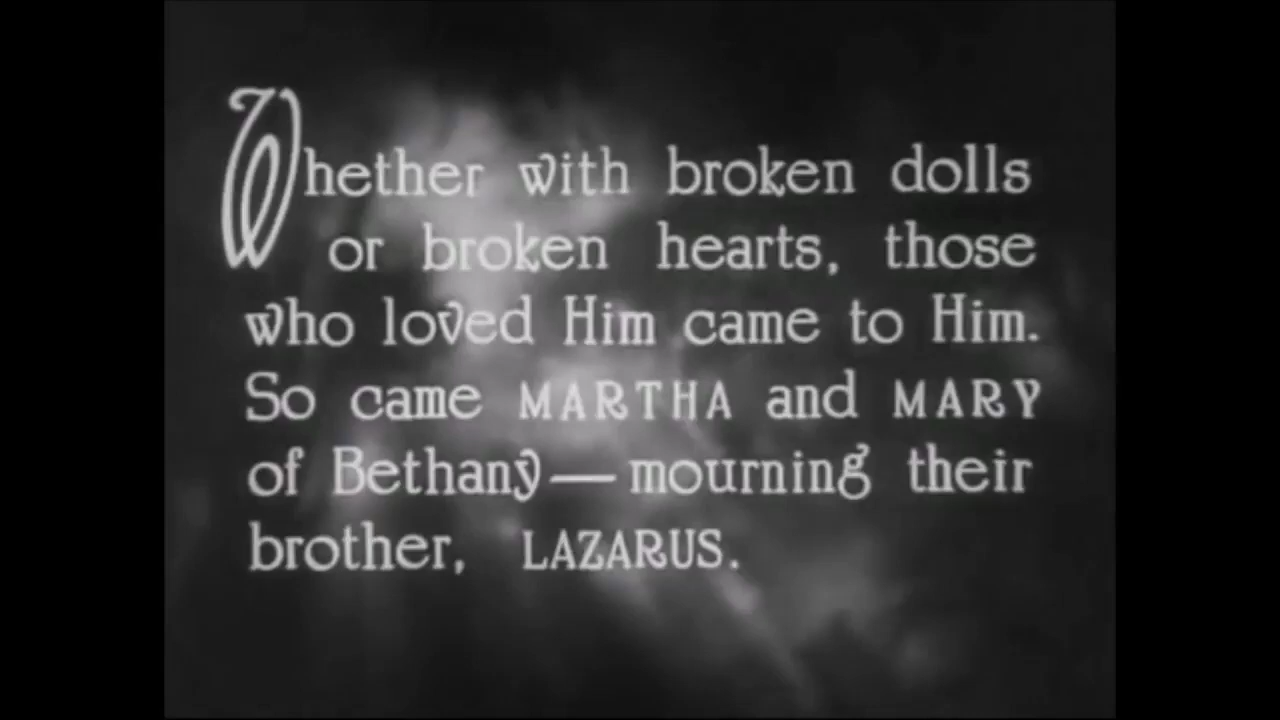 Whether with broken dolls
or broken hearts, those
who loved Him came to Him.
So came MARTHA and MARY
of Bethany—mourning their
brother, LAZARUS.